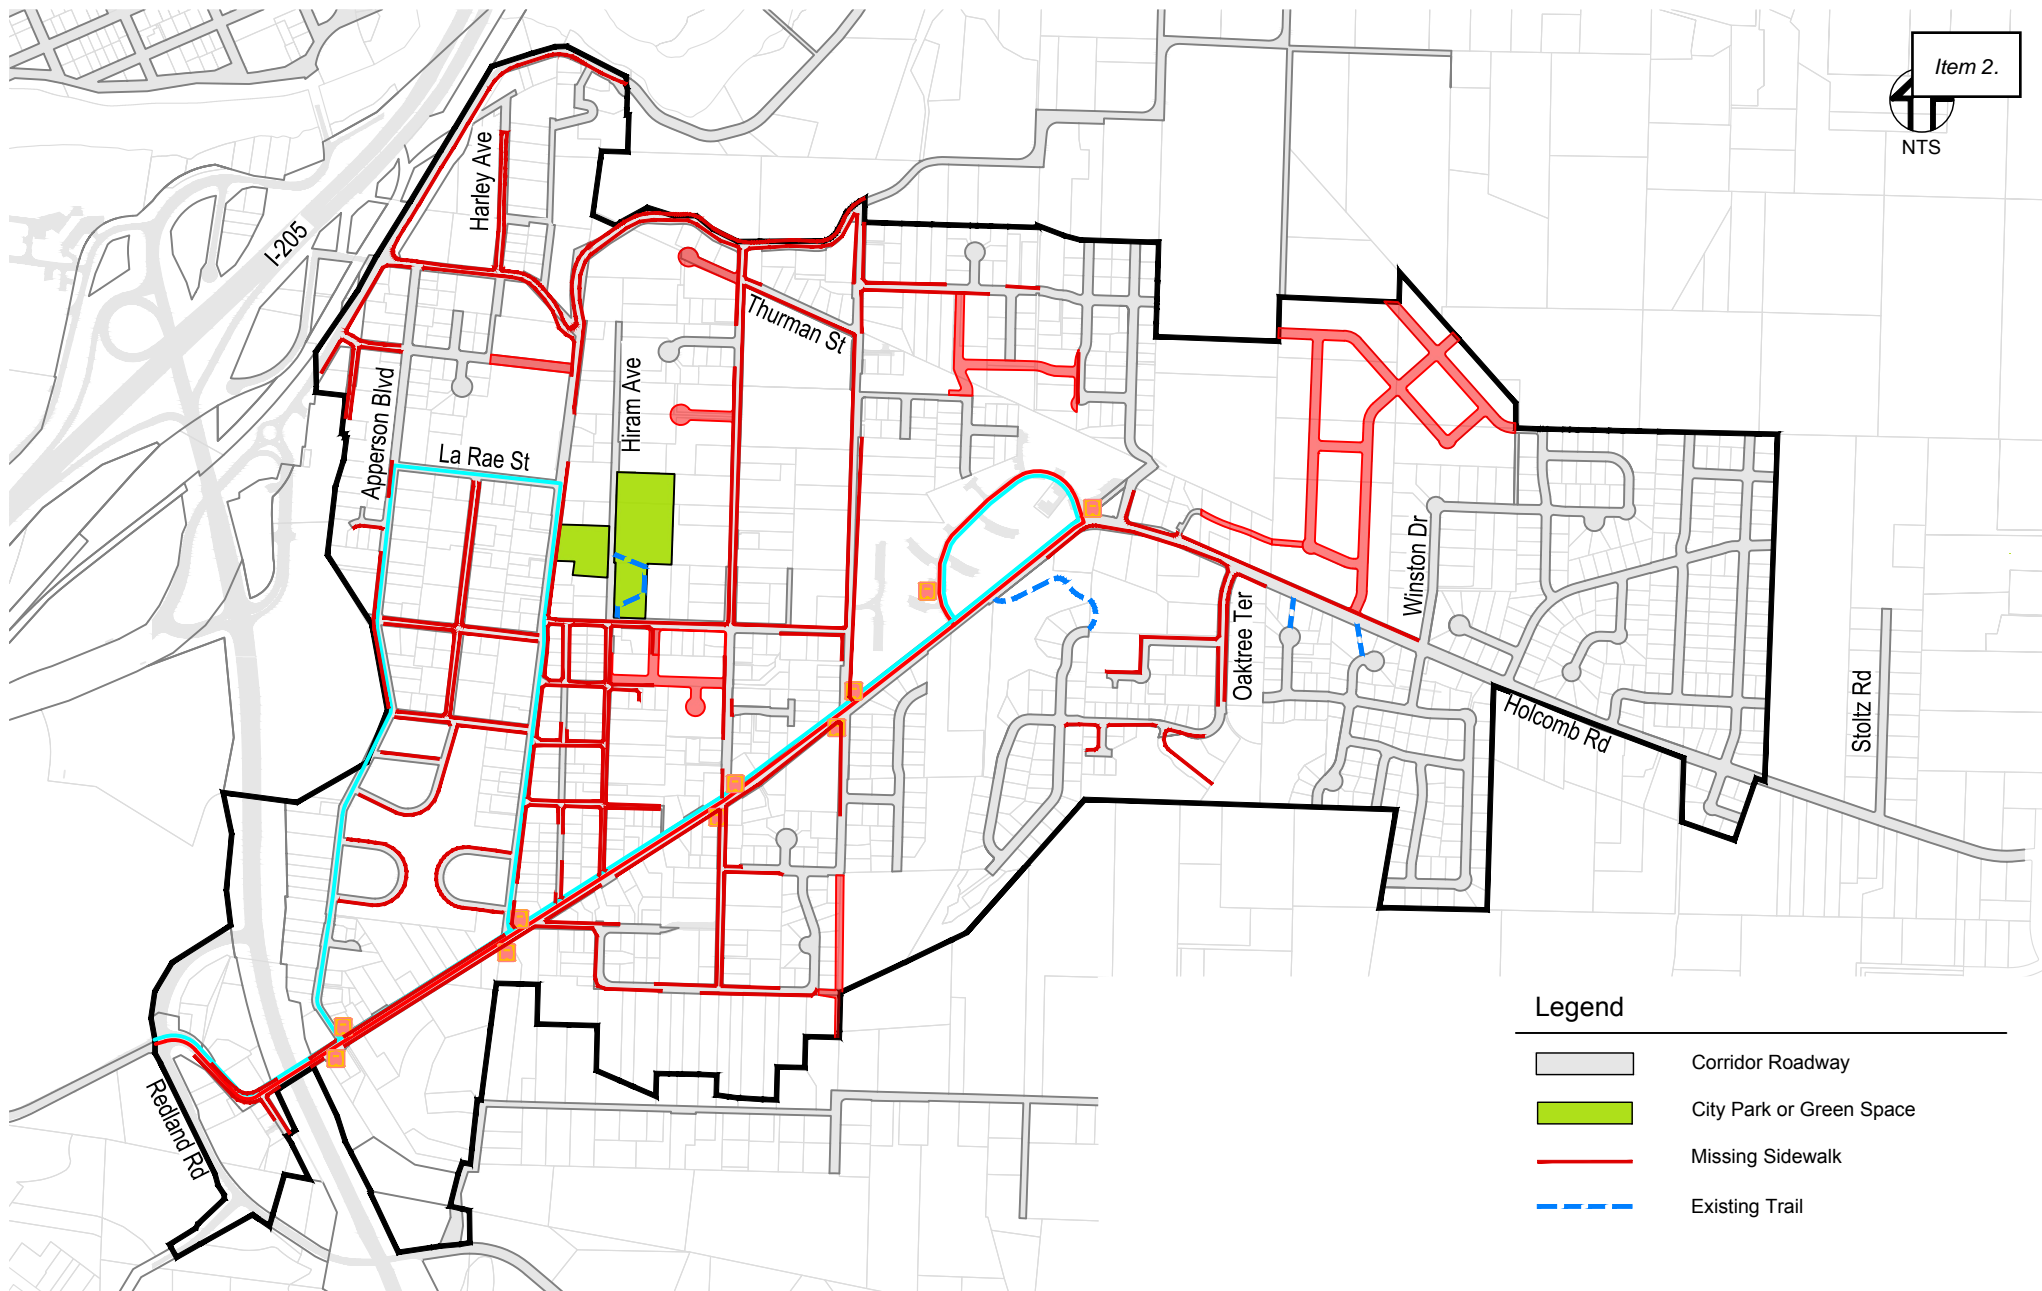 Item 2.
NTS
Harley Ave
I-205
Thurman St
Hiram Ave
Apperson Blvd
La Rae St
Winston Dr
Oaktree Ter
Holcomb Rd
Stoltz Rd
Redland Rd
Legend
Corridor Roadway
City Park or Green Space
Missing Sidewalk
Existing Trail